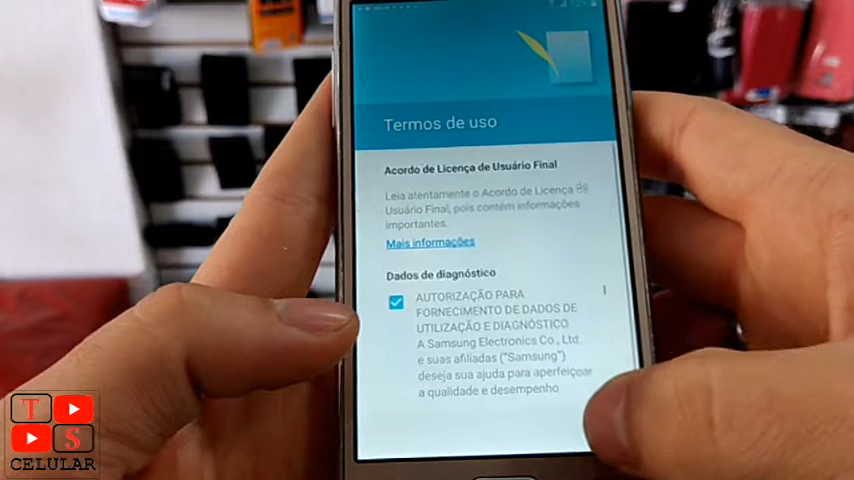 Termos de uso
Acordo de Licença de Usuário Final
Leia atentamente o Acordo de Licença de
Usuário Final, pois contém informações
importantes.
Mais informações
Dados de diagnóstico
AUTORIZAÇÃO PARA
FORNECIMENTO DE DADOS DE
UTILIZAÇÃO E DIAGNÓSTICO
A Samsung Electronics Co., Ltd.
e suas afiliadas ("Samsung")
deseja sua ajuda para aperfeiçoar
a qualidade e desempenho
T
S
CELULAR